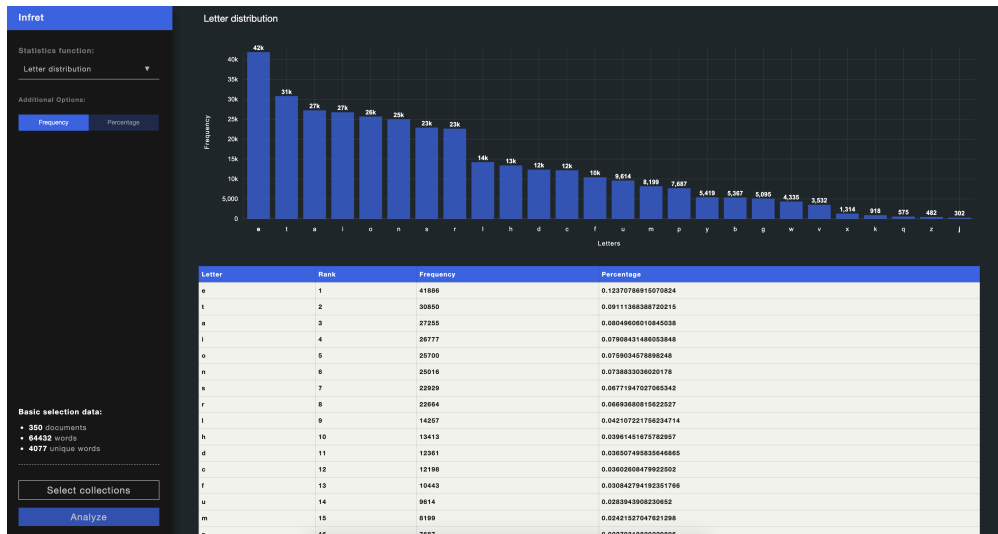 Infret
Statistics function:
Letter distribution ▼
Additional Options:
Frequency Percentage
Basic selection data:
• 350 documents
• 64432 words
• 4077 unique words
Select collections
Analyze
Letter distribution
Frequency
40k
35k
30k
25k
20k
15k
10k
5,000
0
42k 31k 27k 27k 26k 25k 23k 23k 14k 13k 12k 12k 10k 9,614 8,199 7,687 5,419 5,367 5,095 4,335 3,532 1,314 918 575 482 302
e t a i o n s r l h d c f u m p y b g w v x k q z j
Letters
Letter Rank Frequency Percentage
e 1 41886 0.12370786915070824
t 2 30850 0.09111368388720215
a 3 27255 0.08049606010845038
i 4 26777 0.07908431486053848
o 5 25700 0.0759034578898248
n 6 25016 0.0738833036020178
s 7 22929 0.06771947027065342
r 8 22664 0.06693680815622527
l 9 14257 0.042107221756234714
h 10 13413 0.03961451675782957
d 11 12361 0.036507495835646865
c 12 12198 0.03602608479922502
f 13 10443 0.030842794192351766
u 14 9614 0.0283943908230652
m 15 8199 0.02421527047621298